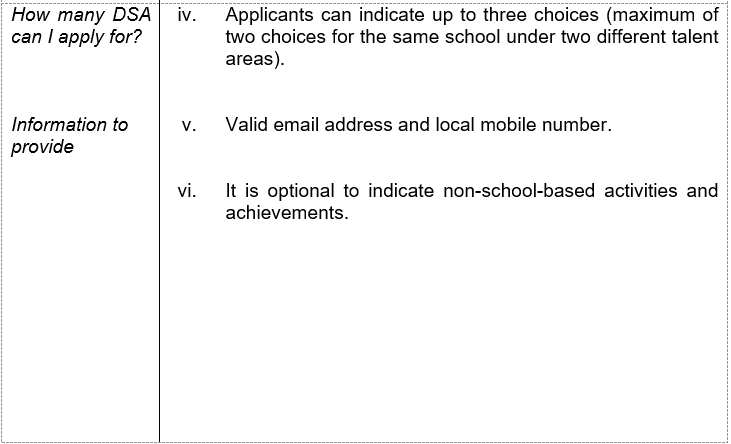 How many DSA can I apply for?
iv. Applicants can indicate up to three choices (maximum of
two choices for the same school under two different talent
areas).
Information to provide
v. Valid email address and local mobile number.
vi. It is optional to indicate non-school-based activities and
achievements.